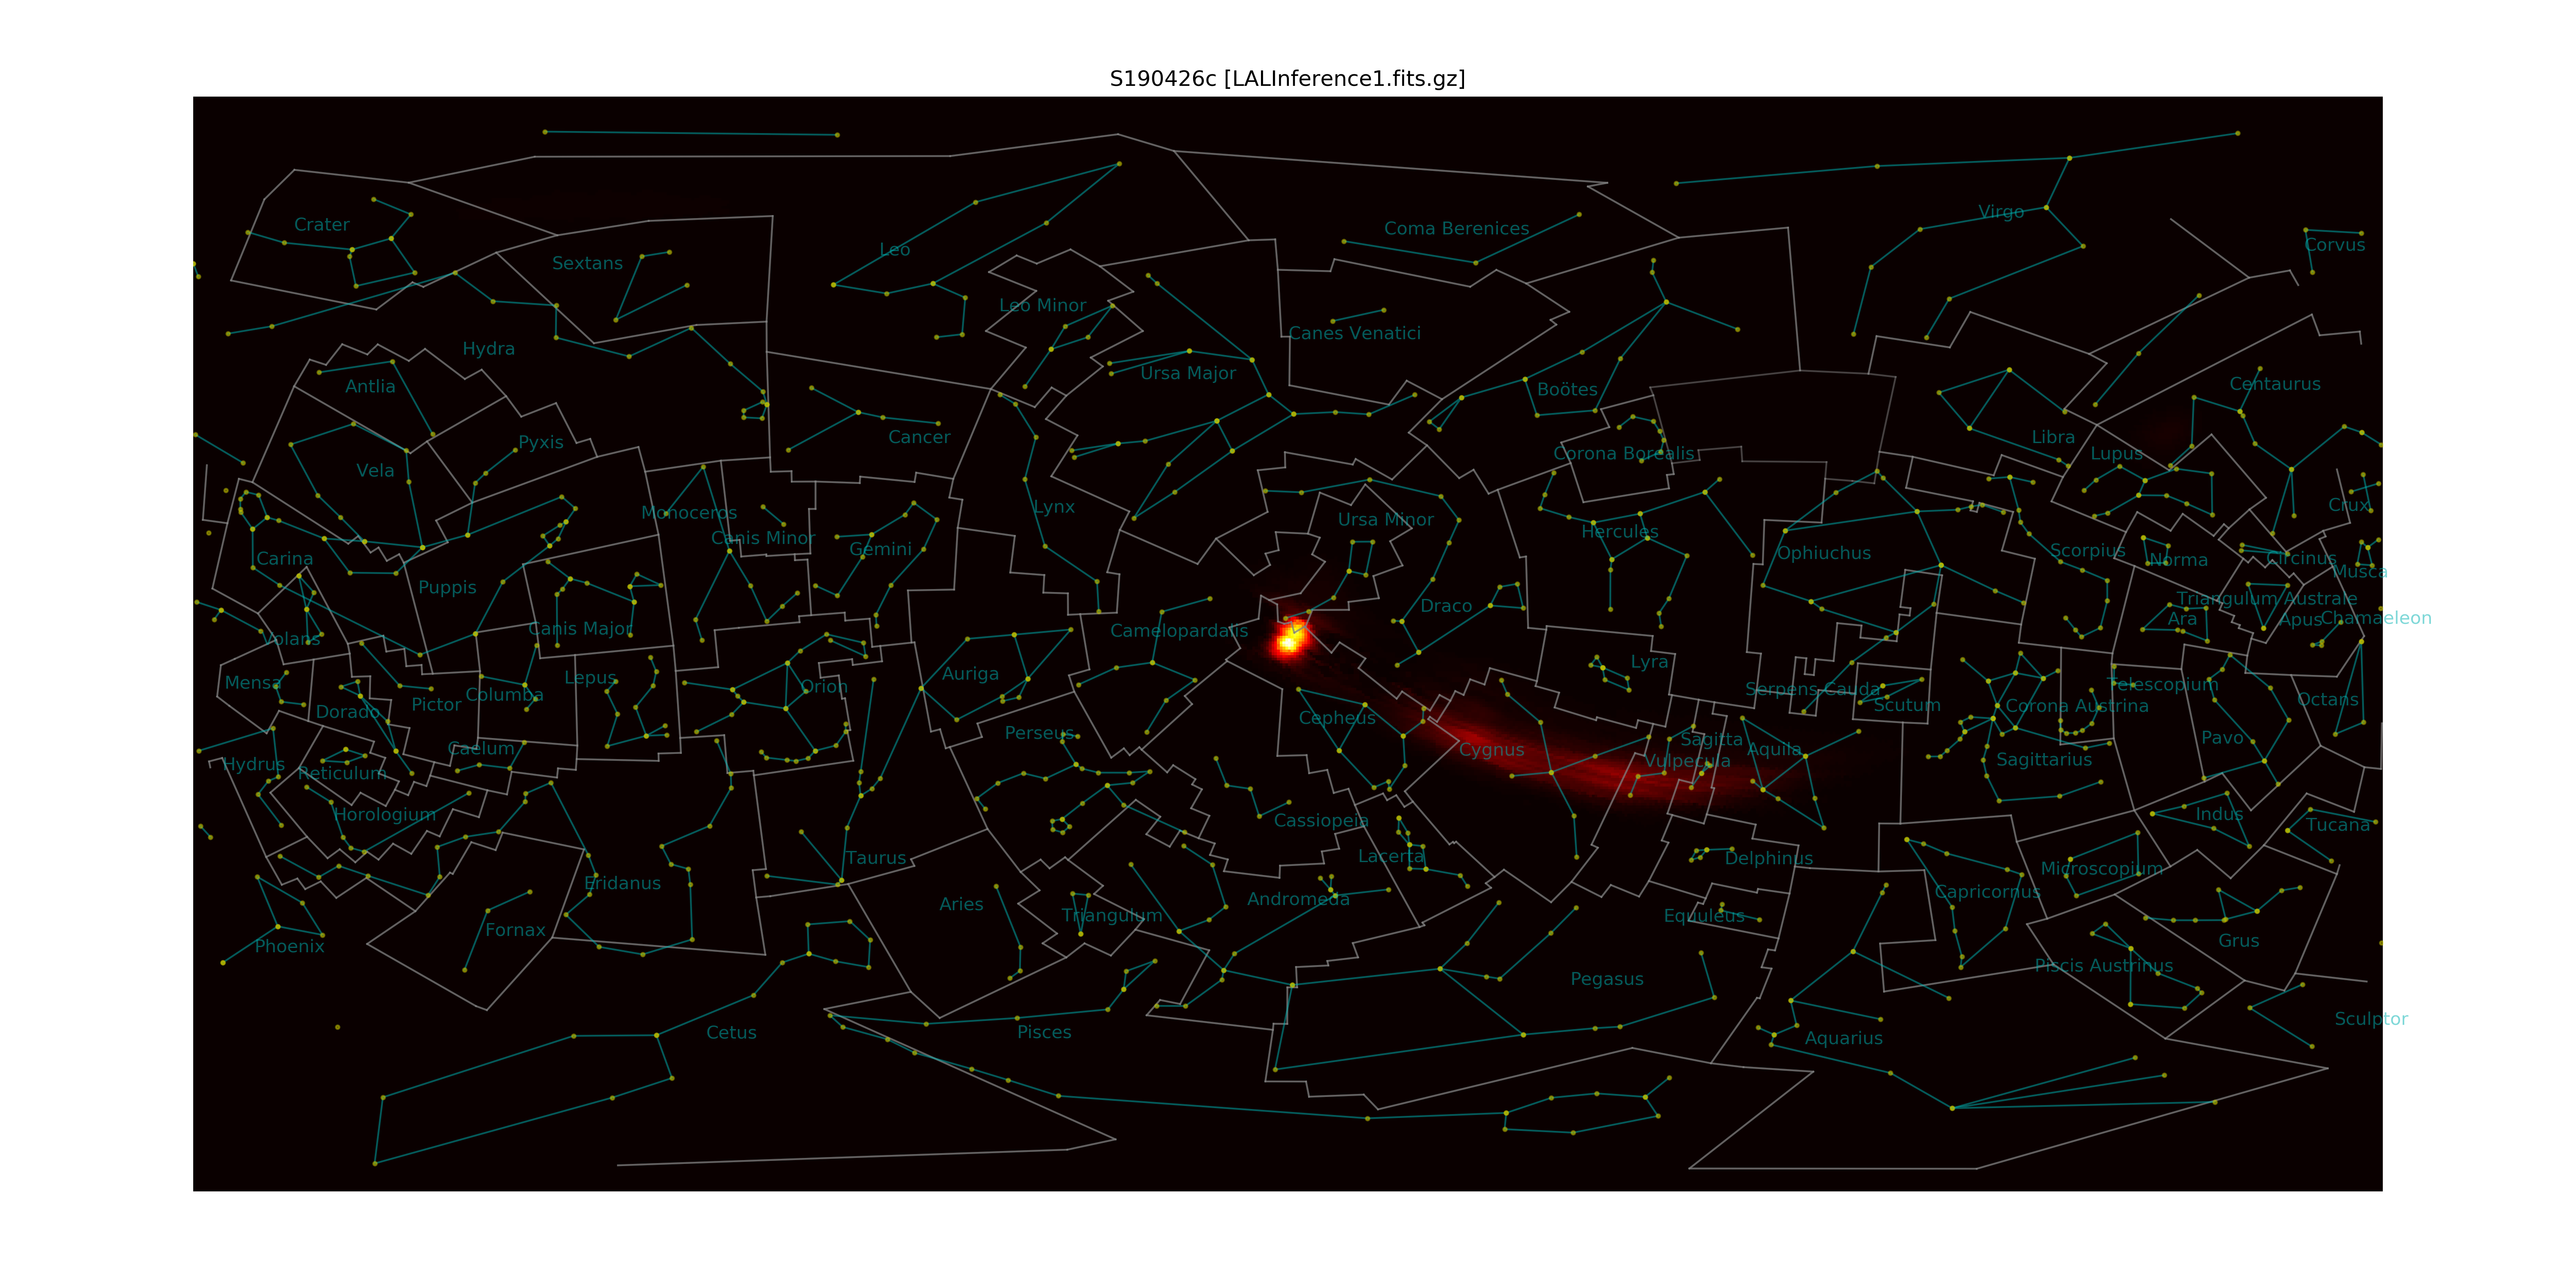 S190426c [LALInference1.fits.gz]
Crater
Sextans
Leo
Coma Berenices
Virgo
Corvus
Leo Minor
Canes Venatici
Hydra
Antlia
Ursa Major
Boötes
Centaurus
Pyxis
Cancer
Corona Borealis
Libra
Lupus
Vela
Monoceros
Lynx
Ursa Minor
Crux
Canis Minor
Gemini
Hercules
Ophiuchus
Scorpius
Norma
Circinus
Carina
Musca
Puppis
Triangulum Australe
Draco
Volans
Canis Major
Camelopardalis
Ara
Apus
Chamaeleon
Mensa
Lepus
Orion
Auriga
Lyra
Serpens Cauda
Telescopium
Dorado
Pictor
Columba
Scutum
Corona Austrina
Octans
Cepheus
Perseus
Cygnus
Sagitta
Aquila
Pavo
Caelum
Vulpecula
Sagittarius
Hydrus
Reticulum
Horologium
Cassiopeia
Indus
Tucana
Taurus
Lacerta
Delphinus
Microscopium
Eridanus
Capricornus
Aries
Andromeda
Triangulum
Equuleus
Fornax
Phoenix
Grus
Piscis Austrinus
Pegasus
Cetus
Pisces
Aquarius
Sculptor